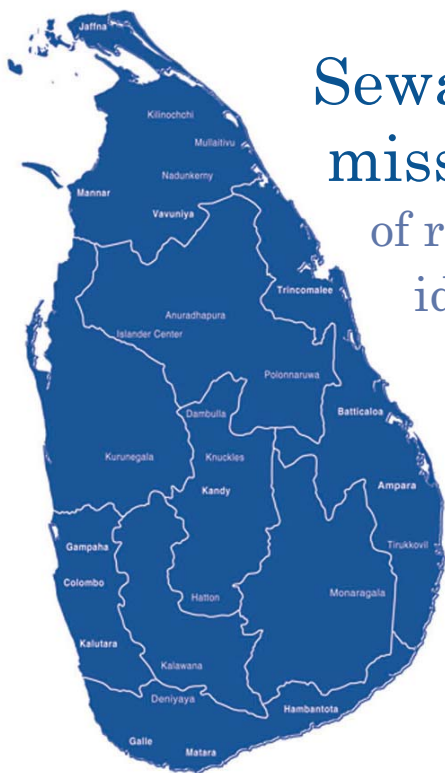 Jaffna
Kilinochchi
Mullaitivu
Nadunkerny
Mannar
Vavuniya
Trincomalee
Anuradhapura
Islander Center
Polonnaruwa
Dambulla
Batticaloa
Kurunegala
Knuckles
Kandy
Ampara
Tirukkovil
Gampaha
Colombo
Hatton
Monaragala
Kalutara
Kalawana
Deniyaya
Hambantota
Galle
Matara
Sewa
miss
of r
id